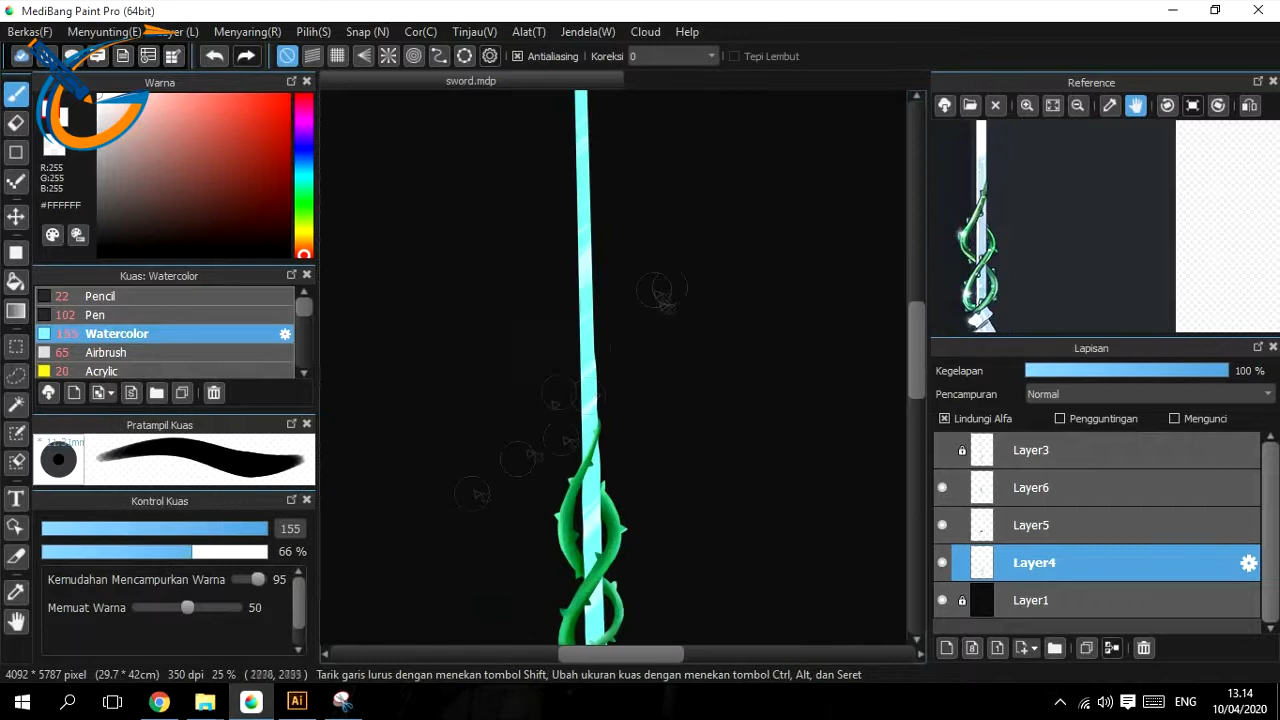 MediBang Paint Pro (64bit)
Berkas(F) Menyunting(E) Layer (L) Menyaring(R) Pilih(S) Snap (N) Cor(C) Tinjau(V) Alat(T) Jendela(W) Cloud Help
Antialiasing Koreksi 0 Tepi Lembut
Warna
sword.mdp
Reference
R:255
G:255
B:255
#FFFFFF
Kuas: Watercolor
22 Pencil
102 Pen
155 Watercolor
65 Airbrush
20 Acrylic
Pratampil Kuas
Kontrol Kuas
155
66 %
Kemudahan Mencampurkan Warna 95
Memuat Warna 50
Lapisan
Kegelapan 100 %
Pencampuran Normal
Lindungi Alfa Pengguntingan Mengunci
Layer3
Layer6
Layer5
Layer4
Layer1
4092 * 5787 pixel (29.7 * 42cm) 350 dpi 25 % Tarik garis lurus dengan menekan tombol Shift, Ubah ukuran kuas dengan menekan tombol Ctrl, Alt, dan Seret
Ai
ENG
13.14
10/04/2020